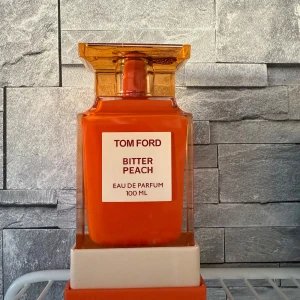 TOM FORD
BITTER
PEACH
EAU DE PARFUM
100 ML